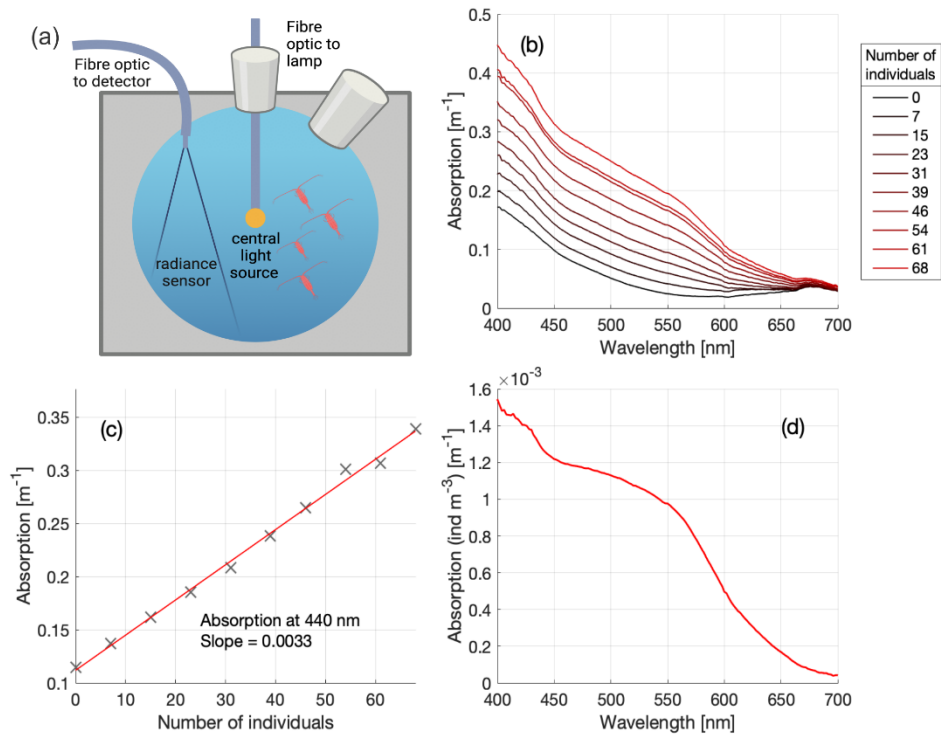 (a)
Fibre optic
to detector
Fibre
optic to
lamp
central
light
source
radiance
sensor
(b)
Absorption [m⁻¹]
0.5
0.4
0.3
0.2
0.1
0
400 450 500 550 600 650 700
Wavelength [nm]
Number of
individuals
0
7
15
23
31
39
46
54
61
68
(c)
Absorption [m⁻¹]
0.35
0.3
0.25
0.2
0.15
0.1
0 10 20 30 40 50 60
Number of individuals
Absorption at 440 nm
Slope = 0.0033
(d)
×10⁻³
Absorption (ind m⁻³) [m⁻¹]
1.6
1.4
1.2
1
0.8
0.6
0.4
0.2
0
400 450 500 550 600 650 700
Wavelength [nm]